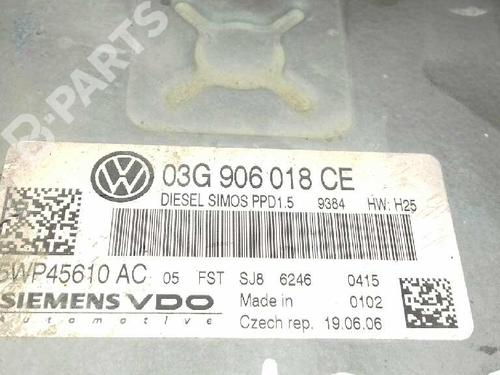 03G 906 018 CE
DIESEL SIMOS PPD1.5 9384 HW: H25
5WP45610 AC 05 FST SJ8 6246 0415
SIEMENS VDO
automotive
Made in 0102
Czech rep. 19.06.06
B-PARTS